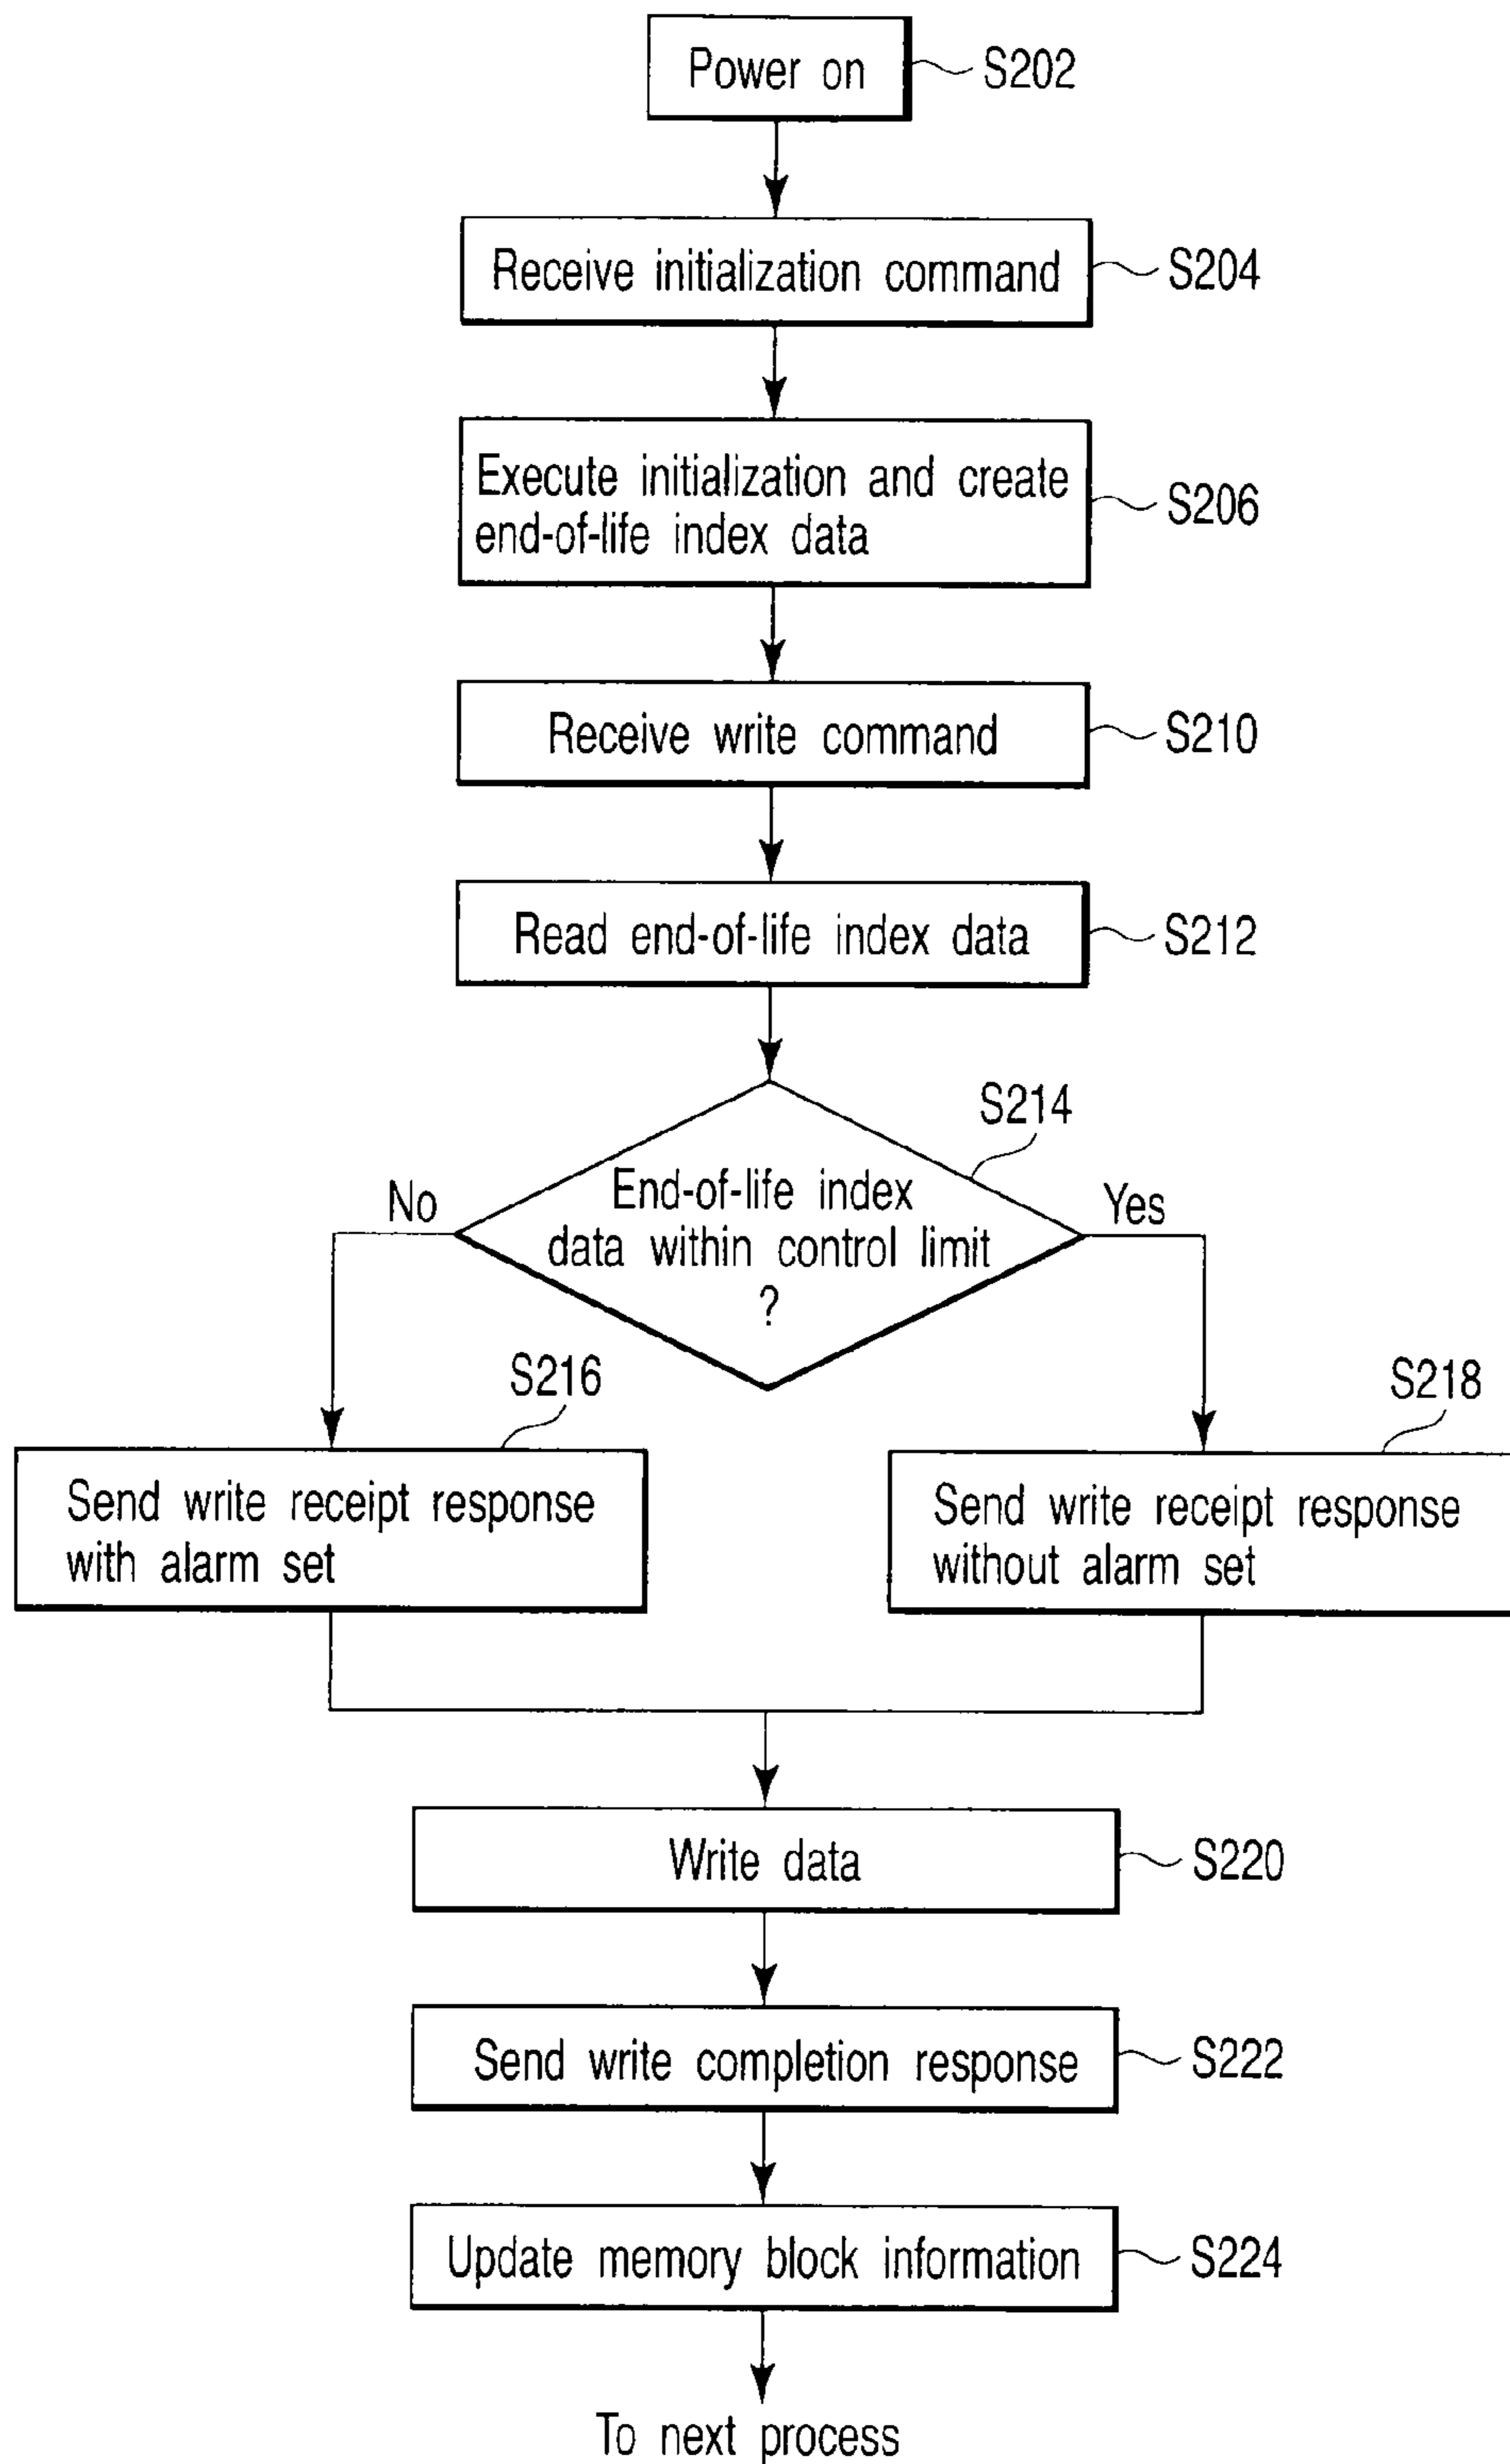 Power on
S202
Receive initialization command
S204
Execute initialization and create
end-of-life index data
S206
Receive write command
S210
Read end-of-life index data
S212
S214
End-of-life index
data within control limit
?
No
Yes
S216
S218
Send write receipt response
with alarm set
Send write receipt response
without alarm set
Write data
S220
Send write completion response
S222
Update memory block information
S224
To next process